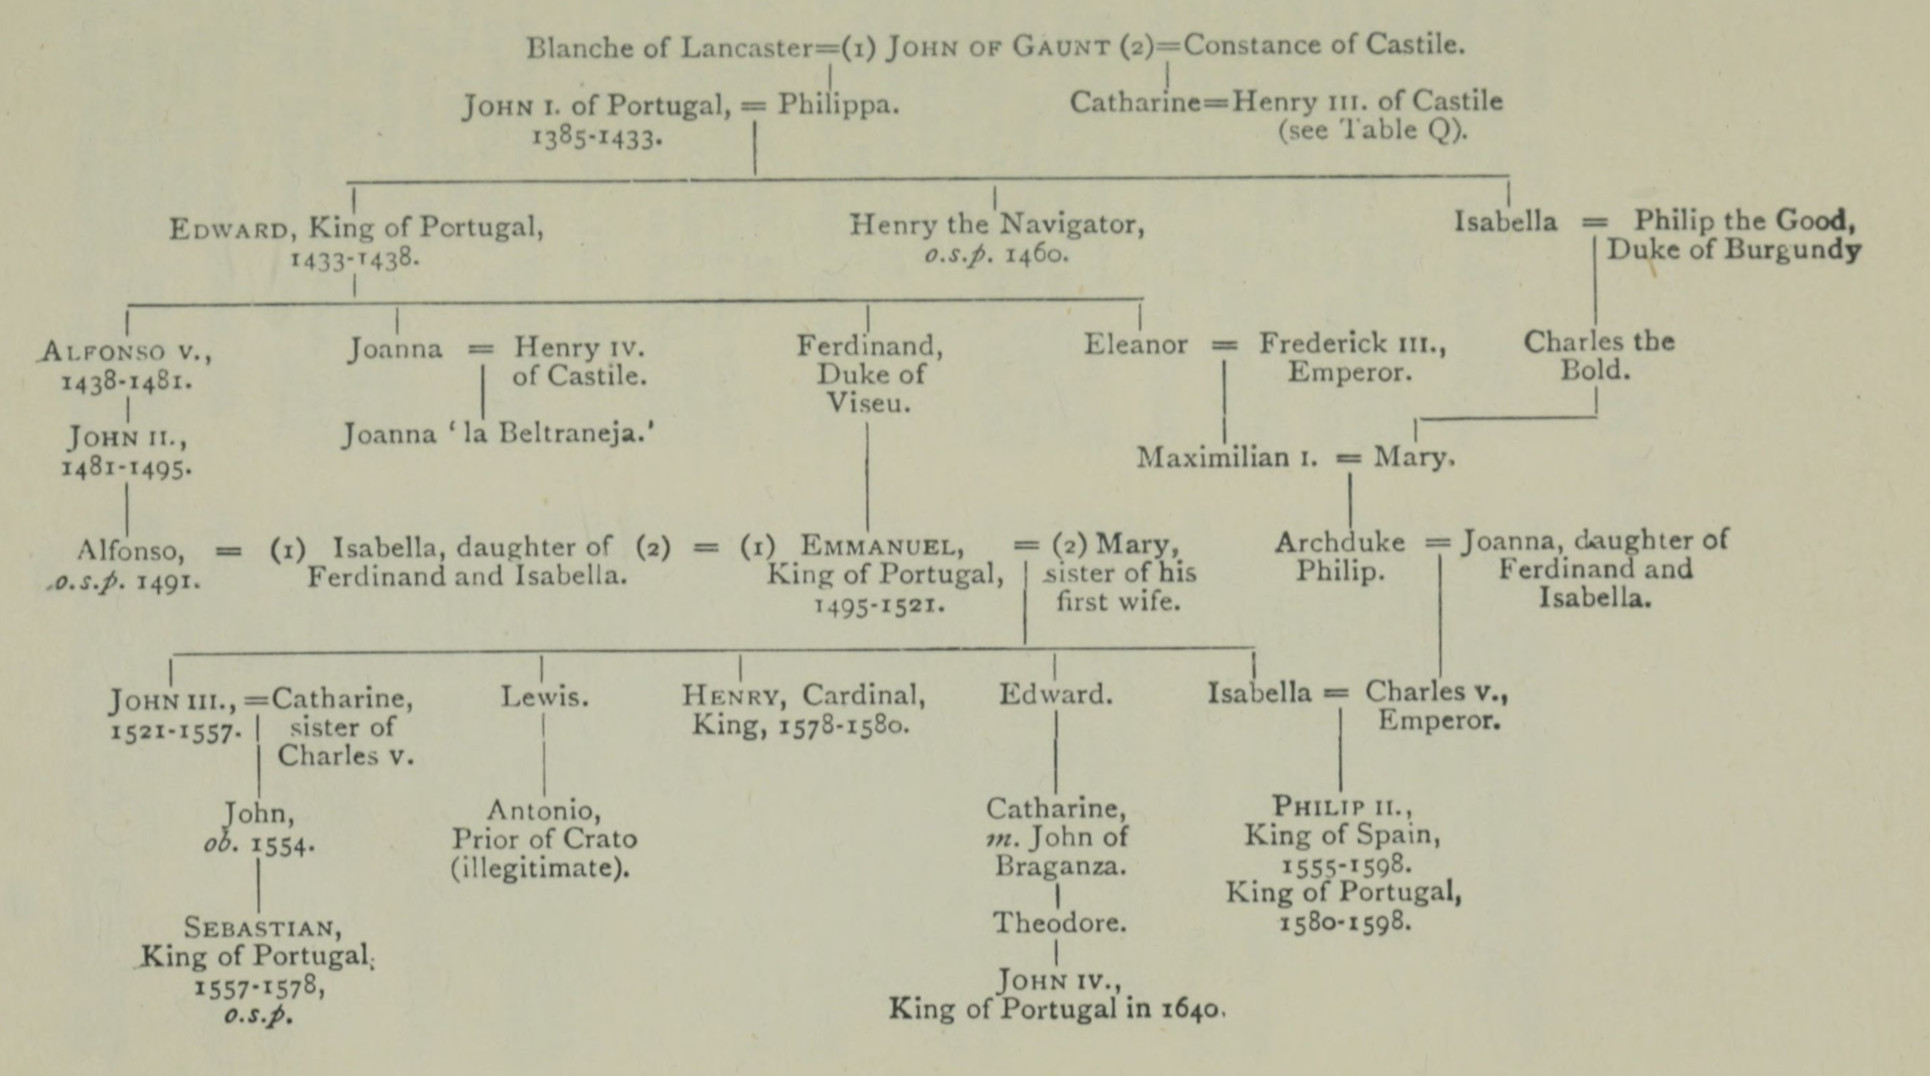 Blanche of Lancaster=(1) JOHN OF GAUNT (2)=Constance of Castile.
JOHN I. of Portugal, = Philippa.
1385-1433.
Catharine=Henry III. of Castile
(see Table Q).
EDWARD, King of Portugal,
1433-1438.
Henry the Navigator,
o.s.p. 1460.
Isabella = Philip the Good,
Duke of Burgundy
ALFONSO V.,
1438-1481.
Joanna = Henry IV.
of Castile.
Ferdinand,
Duke of
Viseu.
Eleanor = Frederick III.,
Emperor.
Charles the
Bold.
JOHN II.,
1481-1495.
Joanna ‘la Beltraneja.’
Maximilian I. = Mary.
Alfonso, = (1) Isabella, daughter of (2) = (1) EMMANUEL, = (2) Mary,
o.s.p. 1491. Ferdinand and Isabella. King of Portugal, sister of his
1495-1521. first wife.
Archduke = Joanna, daughter of
Philip. Ferdinand and
Isabella.
JOHN III., =Catharine,
1521-1557. sister of
Charles V.
Lewis.
HENRY, Cardinal,
King, 1578-1580.
Edward.
Isabella = Charles V.,
Emperor.
John,
ob. 1554.
Antonio,
Prior of Crato
(illegitimate).
Catharine,
m. John of
Braganza.
PHILIP II.,
King of Spain,
1555-1598.
King of Portugal,
1580-1598.
SEBASTIAN,
King of Portugal,
1557-1578,
o.s.p.
Theodore.
JOHN IV.,
King of Portugal in 1640.